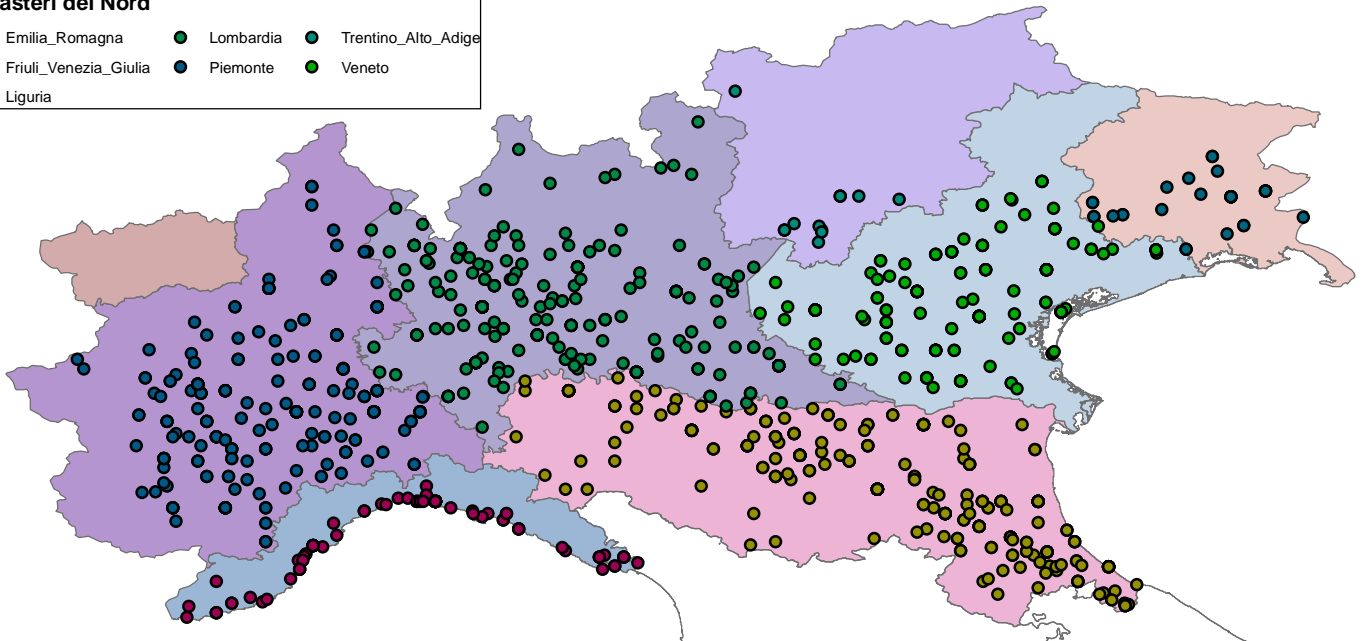 asteri del Nord
Emilia_Romagna Lombardia Trentino_Alto_Adige
Friuli_Venezia_Giulia Piemonte Veneto
Liguria